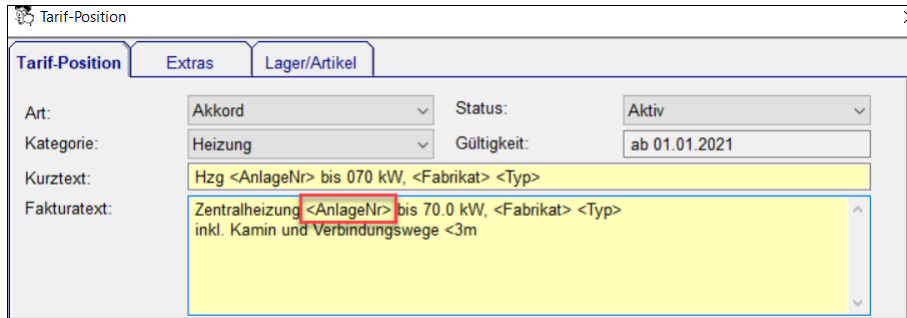 Tarif-Position
Tarif-Position Extras Lager/Artikel
Art: Akkord Status: Aktiv
Kategorie: Heizung Gültigkeit: ab 01.01.2021
Kurztext: Hzg <AnlageNr> bis 070 kW, <Fabrikat> <Typ>
Fakturatext: Zentralheizung <AnlageNr> bis 70.0 kW, <Fabrikat> <Typ>
inkl. Kamin und Verbindungswege <3m